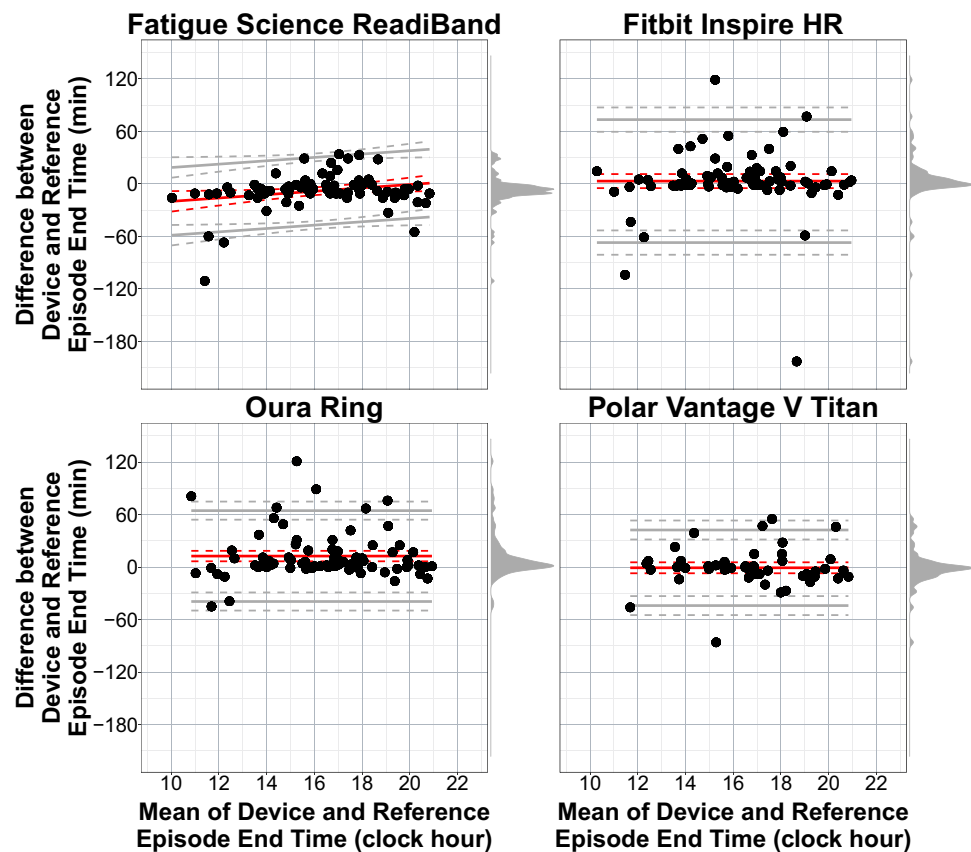 Fatigue Science ReadiBand
Fitbit Inspire HR
Difference between
Device and Reference
Episode End Time (min)
120
60
0
−60
−120
−180
Oura Ring
Polar Vantage V Titan
Difference between
Device and Reference
Episode End Time (min)
120
60
0
−60
−120
−180
10 12 14 16 18 20 22
10 12 14 16 18 20 22
Mean of Device and Reference
Episode End Time (clock hour)
Mean of Device and Reference
Episode End Time (clock hour)